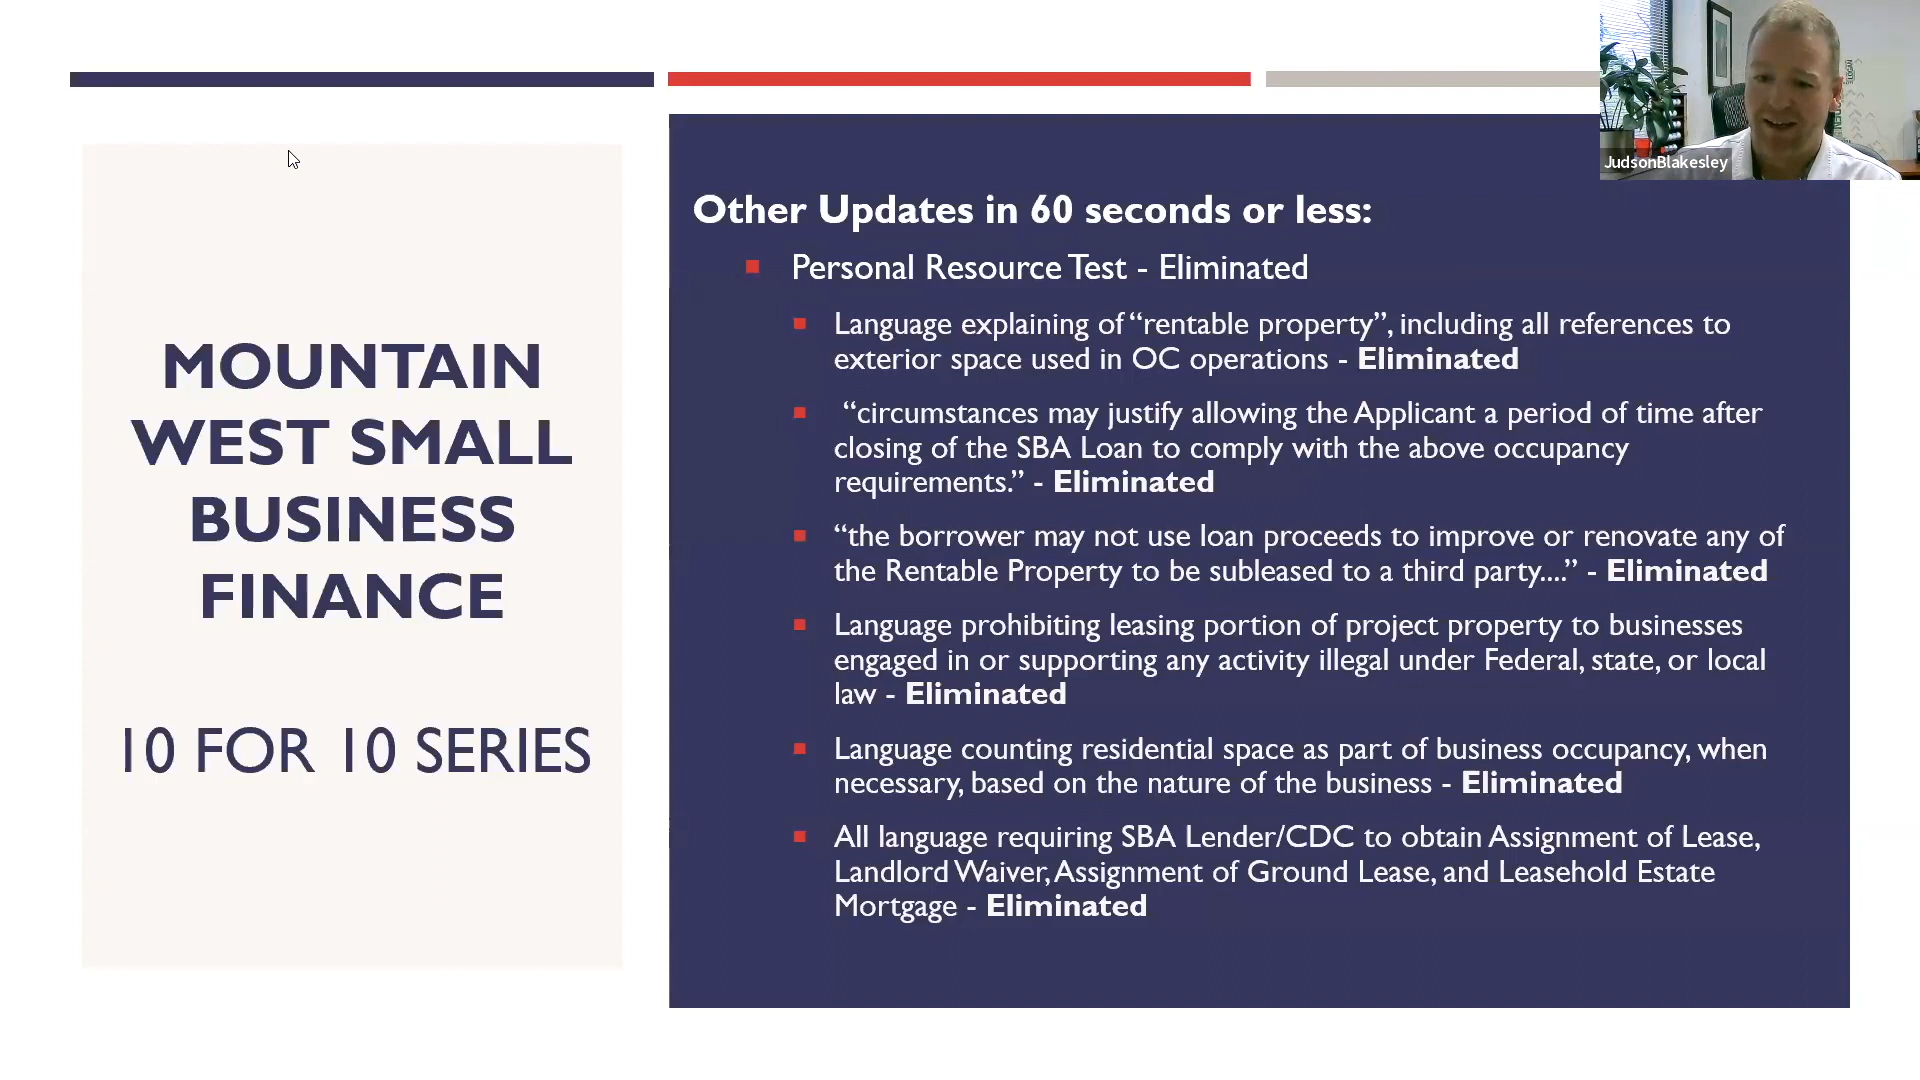 MOUNTAIN
WEST SMALL
BUSINESS
FINANCE
10 FOR 10 SERIES
Other Updates in 60 seconds or less:
Personal Resource Test - Eliminated
Language explaining of “rentable property”, including all references to
exterior space used in OC operations - Eliminated
“circumstances may justify allowing the Applicant a period of time after
closing of the SBA Loan to comply with the above occupancy
requirements.” - Eliminated
“the borrower may not use loan proceeds to improve or renovate any of
the Rentable Property to be subleased to a third party....” - Eliminated
Language prohibiting leasing portion of project property to businesses
engaged in or supporting any activity illegal under Federal, state, or local
law - Eliminated
Language counting residential space as part of business occupancy, when
necessary, based on the nature of the business - Eliminated
All language requiring SBA Lender/CDC to obtain Assignment of Lease,
Landlord Waiver, Assignment of Ground Lease, and Leasehold Estate
Mortgage - Eliminated
JudsonBlakesley